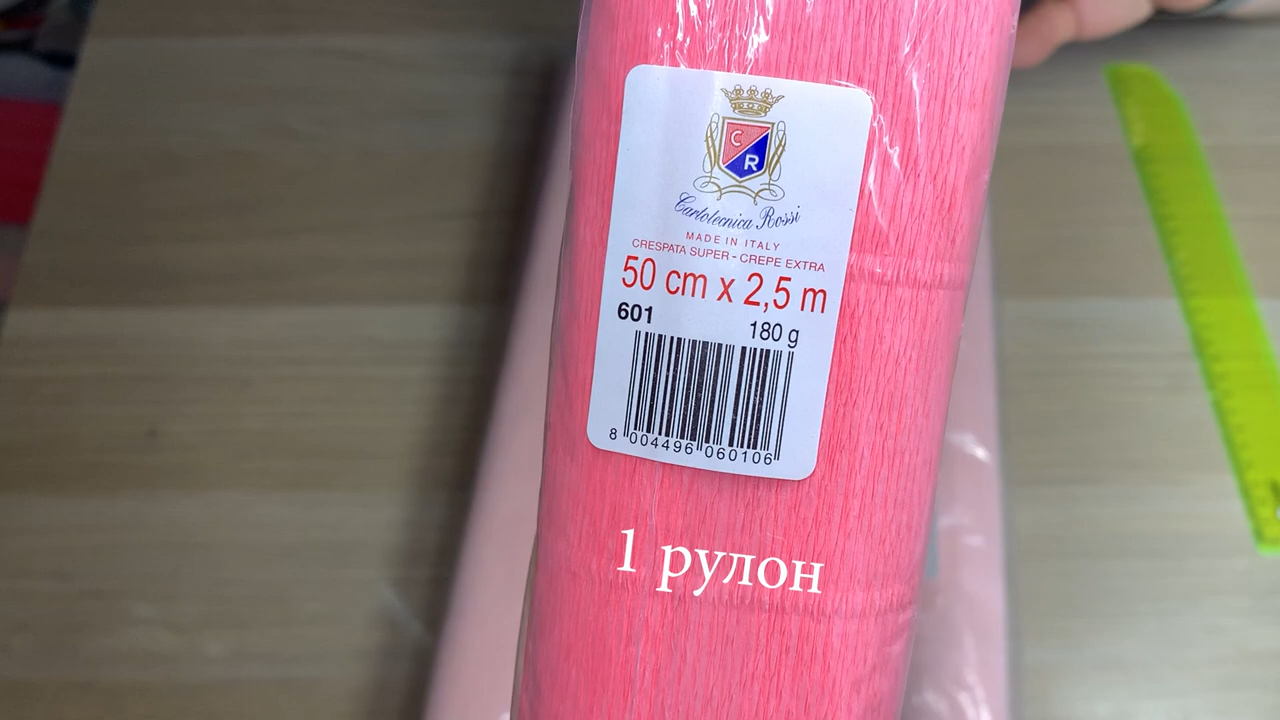 C
R
Cartotecnica Rossi
MADE IN ITALY
CRESPATA SUPER - CREPE EXTRA
50 cm x 2,5 m
601 180 g
8 004496 060106
1 рулон